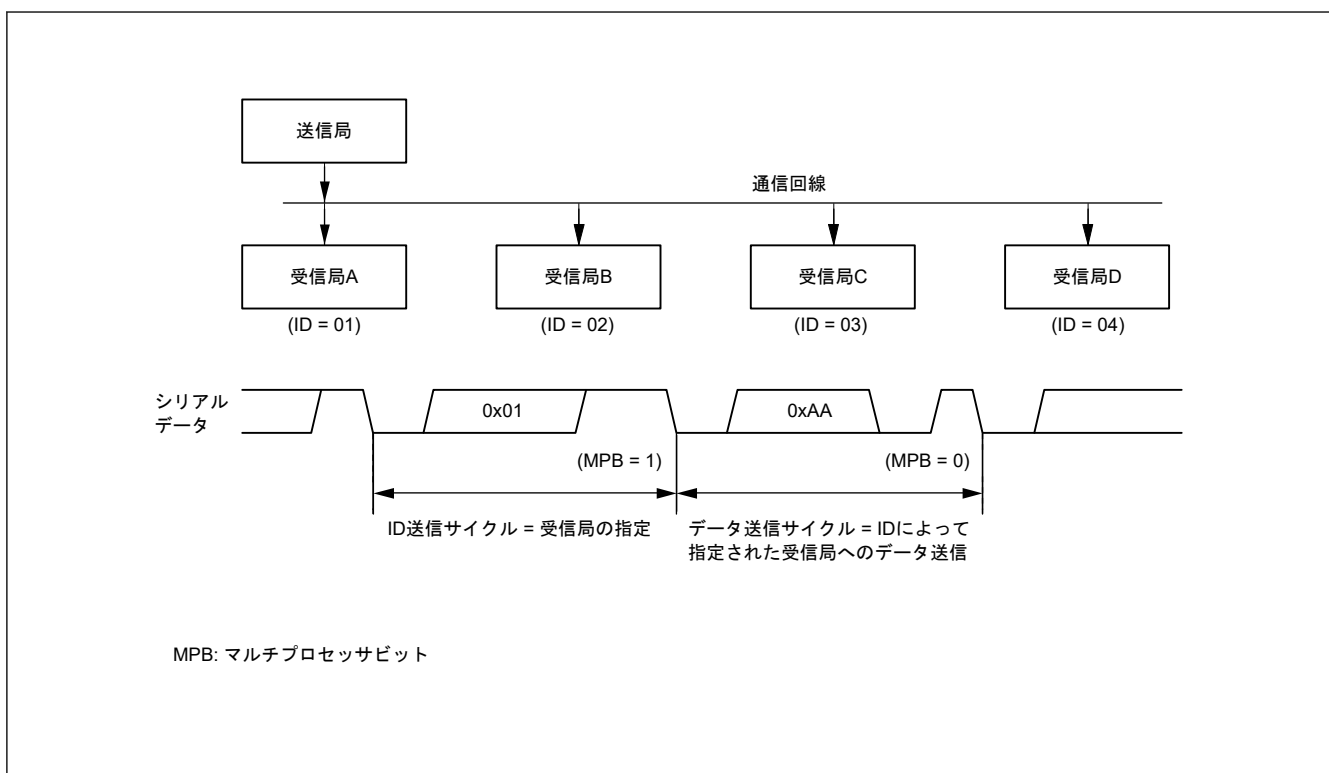 送信局
通信回線
受信局A
受信局B
受信局C
受信局D
(ID = 01)
(ID = 02)
(ID = 03)
(ID = 04)
シリアル
データ
0x01
0xAA
(MPB = 1)
(MPB = 0)
ID送信サイクル = 受信局の指定
データ送信サイクル = IDによって
指定された受信局へのデータ送信
MPB: マルチプロセッサビット